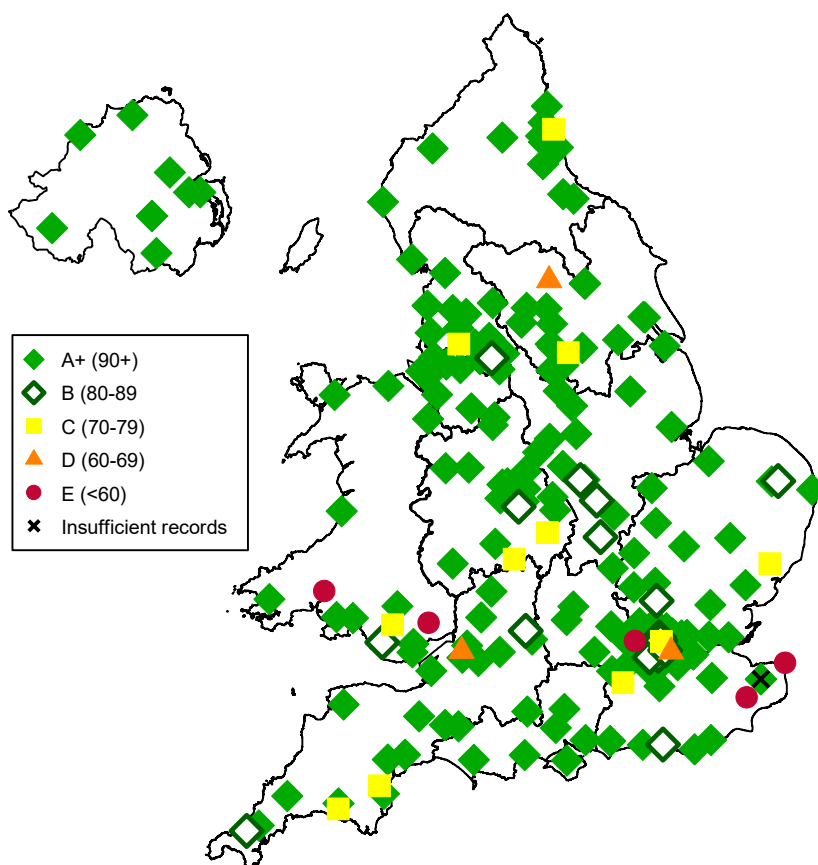 A+ (90+)
B (80-89
C (70-79)
D (60-69)
E (<60)
Insufficient records